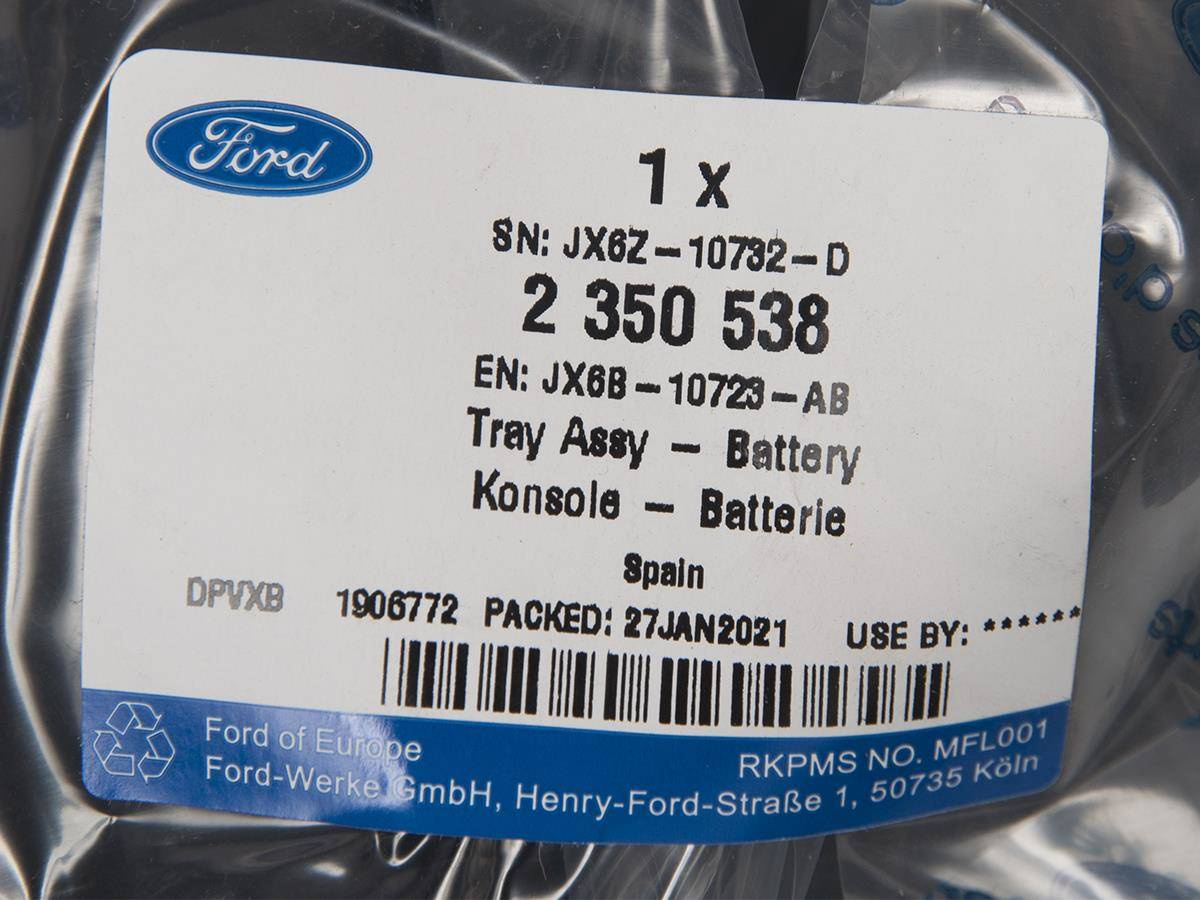 Ford
1 x
SN: JX6Z-10732-D
2 350 538
EN: JX6B-10723-AB
Tray Assy - Battery
Konsole - Batterie
Spain
DPVXB 1906772 PACKED: 27JAN2021 USE BY: ******
Ford of Europe RKPMS NO. MFL001
Ford-Werke GmbH, Henry-Ford-Straße 1, 50735 Köln